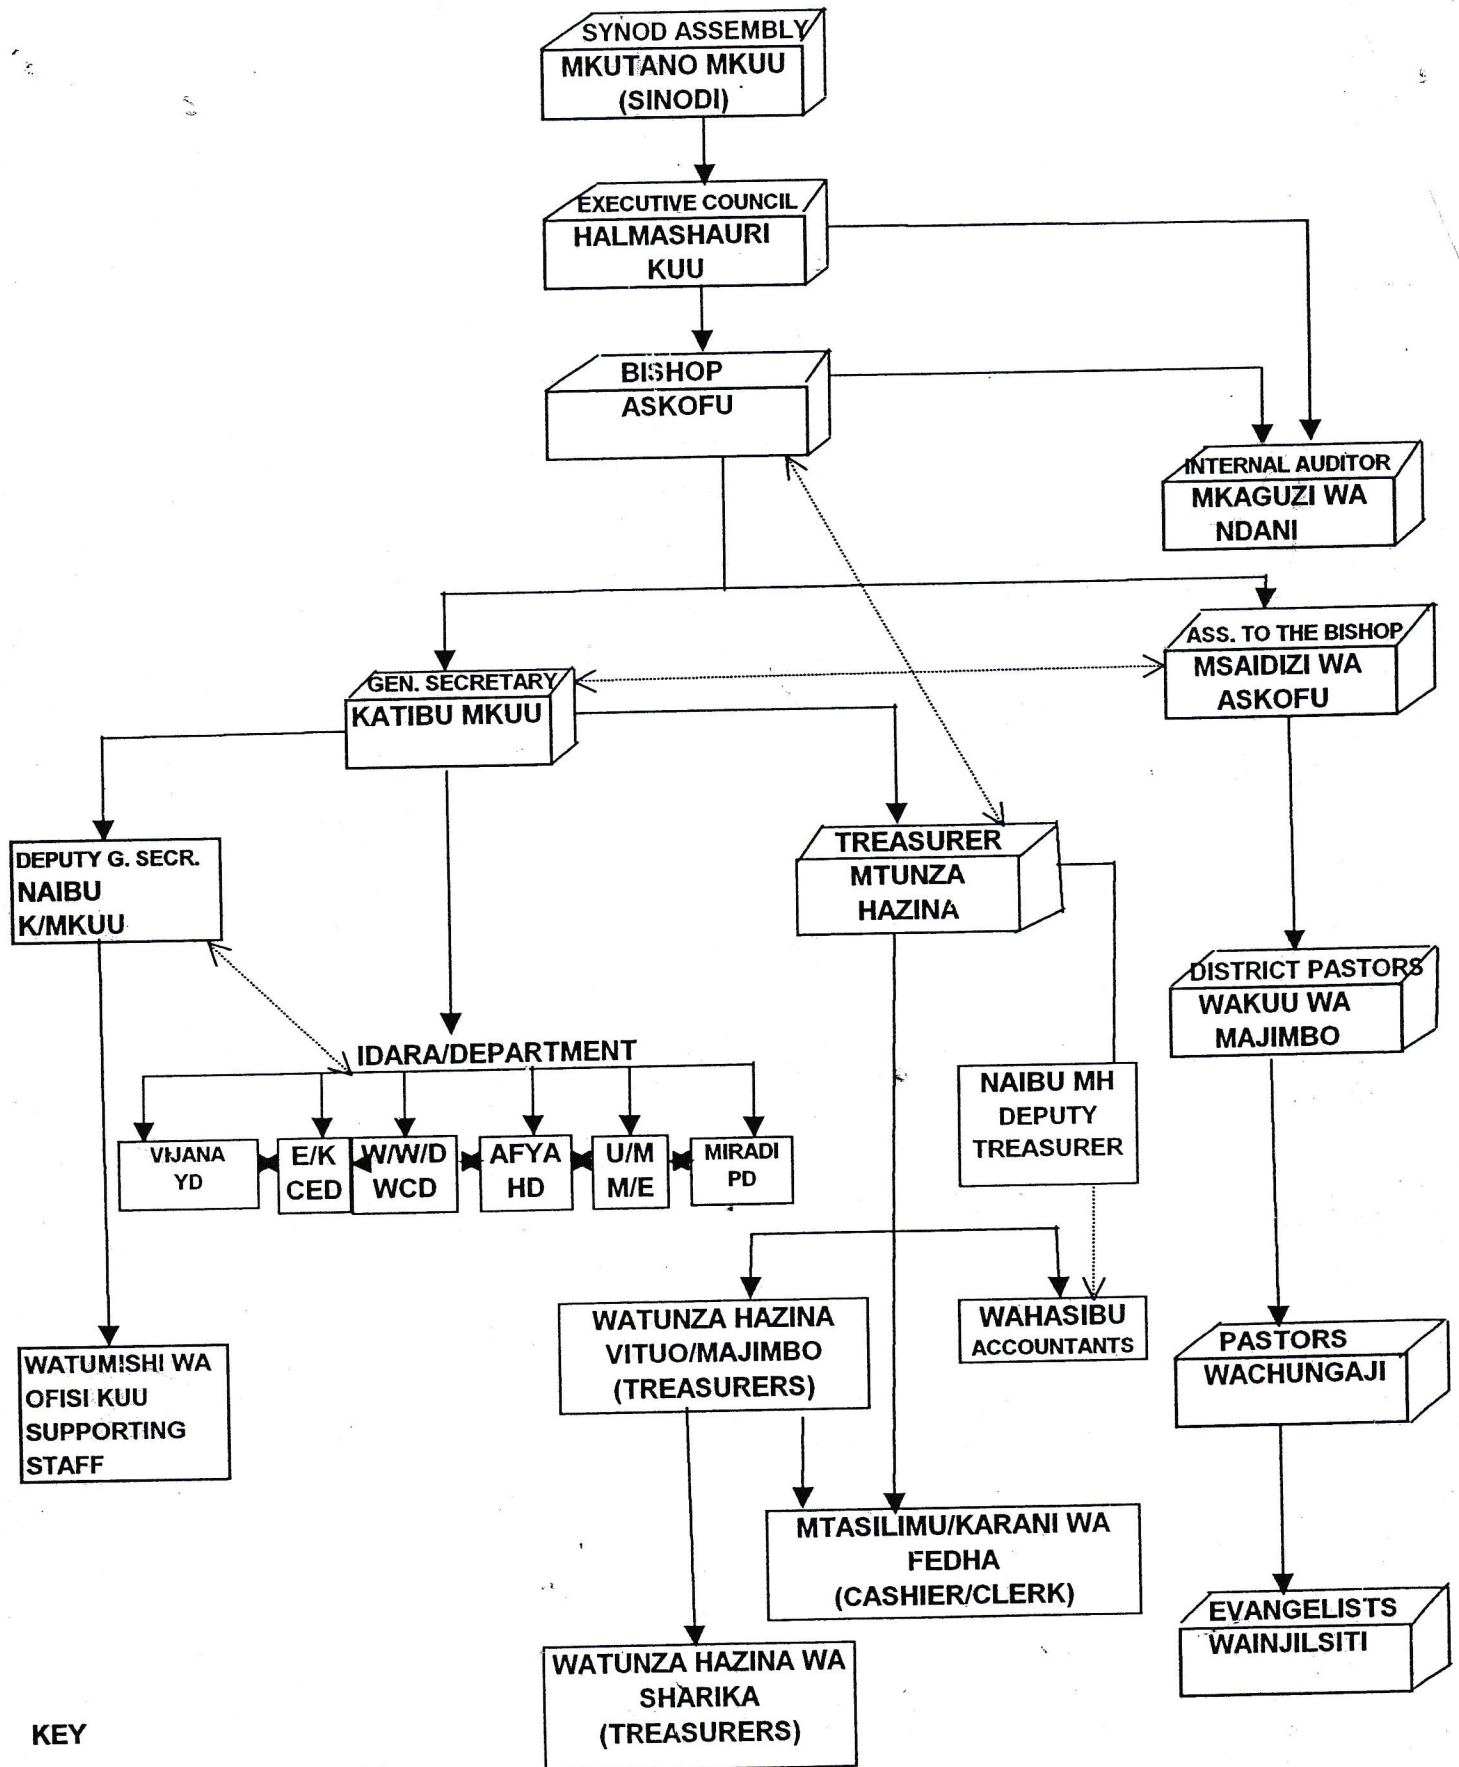 SYNOD ASSEMBLY
MKUTANO MKUU
(SINODI)
EXECUTIVE COUNCIL
HALMASHAURI
KUU
BISHOP
ASKOFU
INTERNAL AUDITOR
MKAGUZI WA
NDANI
GEN. SECRETARY
KATIBU MKUU
ASS. TO THE BISHOP
MSAIDIZI WA
ASKOFU
DEPUTY G. SECR.
NAIBU
K/MKUU
TREASURER
MTUNZA
HAZINA
DISTRICT PASTORS
WAKUU WA
MAJIMBO
IDARA/DEPARTMENT
VIJANA
YD
E/K
CED
W/W/D
WCD
AFYA
HD
U/M
M/E
MIRADI
PD
NAIBU MH
DEPUTY
TREASURER
WATUNZA HAZINA
VITUO/MAJIMBO
(TREASURERS)
WAHASIBU
ACCOUNTANTS
PASTORS
WACHUNGAJI
WATUMISHI WA
OFISI KUU
SUPPORTING
STAFF
MTASILIMU/KARANI WA
FEDHA
(CASHIER/CLERK)
EVANGELISTS
WAINJILSITI
WATUNZA HAZINA WA
SHARIKA
(TREASURERS)
KEY